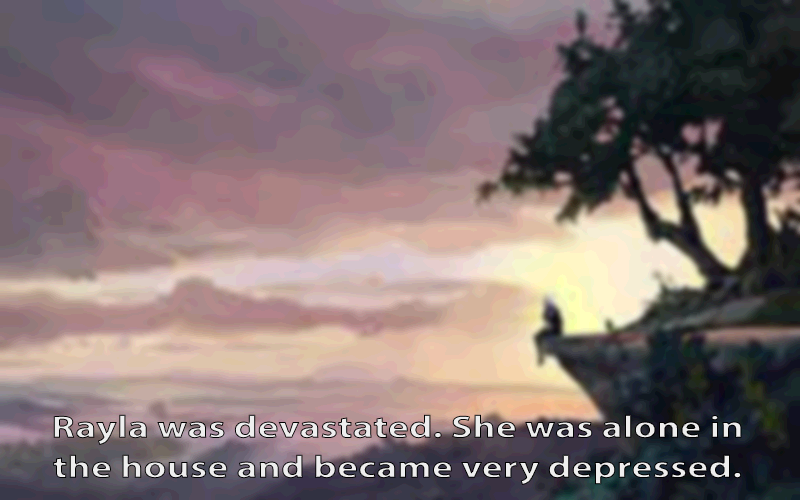 Rayla was devastated. She was alone in
the house and became very depressed.